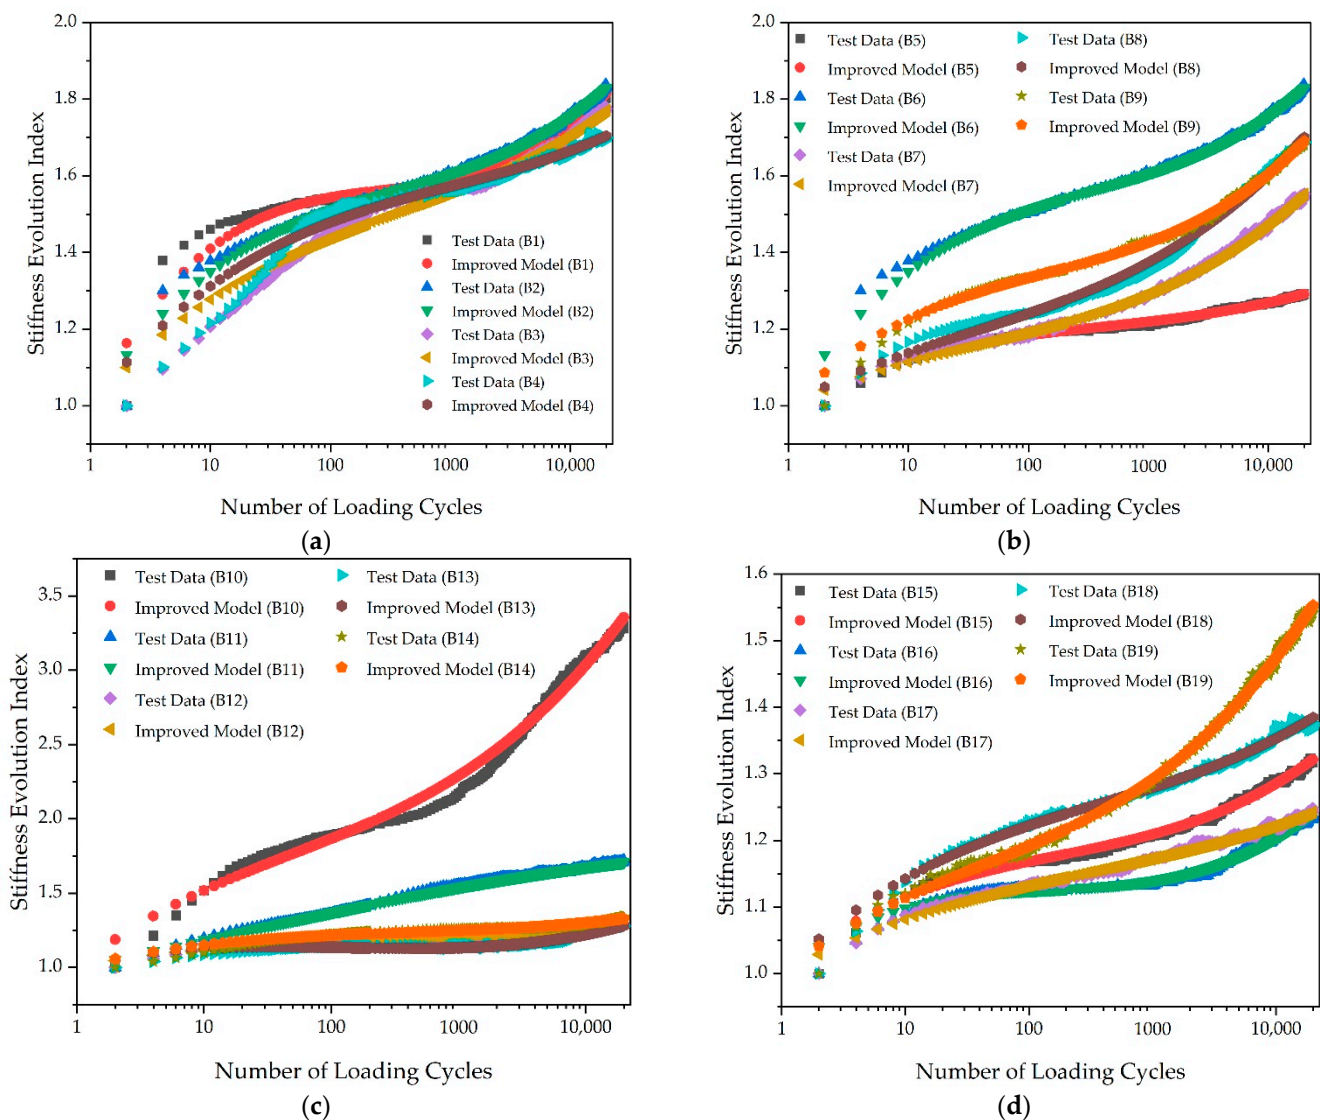 2.0
1.8
1.6
1.4
1.2
1.0
Stiffness Evolution Index
Test Data (B1)
Improved Model (B1)
Test Data (B2)
Improved Model (B2)
Test Data (B3)
Improved Model (B3)
Test Data (B4)
Improved Model (B4)
1 10 100 1000 10,000
Number of Loading Cycles
(a)
2.0
1.8
1.6
1.4
1.2
1.0
Stiffness Evolution Index
Test Data (B5)
Improved Model (B5)
Test Data (B6)
Improved Model (B6)
Test Data (B7)
Improved Model (B7)
Test Data (B8)
Improved Model (B8)
Test Data (B9)
Improved Model (B9)
1 10 100 1000 10,000
Number of Loading Cycles
(b)
3.5
3.0
2.5
2.0
1.5
1.0
Stiffness Evolution Index
Test Data (B10)
Improved Model (B10)
Test Data (B11)
Improved Model (B11)
Test Data (B12)
Improved Model (B12)
Test Data (B13)
Improved Model (B13)
Test Data (B14)
Improved Model (B14)
1 10 100 1000 10,000
Number of Loading Cycles
(c)
1.6
1.5
1.4
1.3
1.2
1.1
1.0
Stiffness Evolution Index
Test Data (B15)
Improved Model (B15)
Test Data (B16)
Improved Model (B16)
Test Data (B17)
Improved Model (B17)
Test Data (B18)
Improved Model (B18)
Test Data (B19)
Improved Model (B19)
1 10 100 1000 10,000
Number of Loading Cycles
(d)